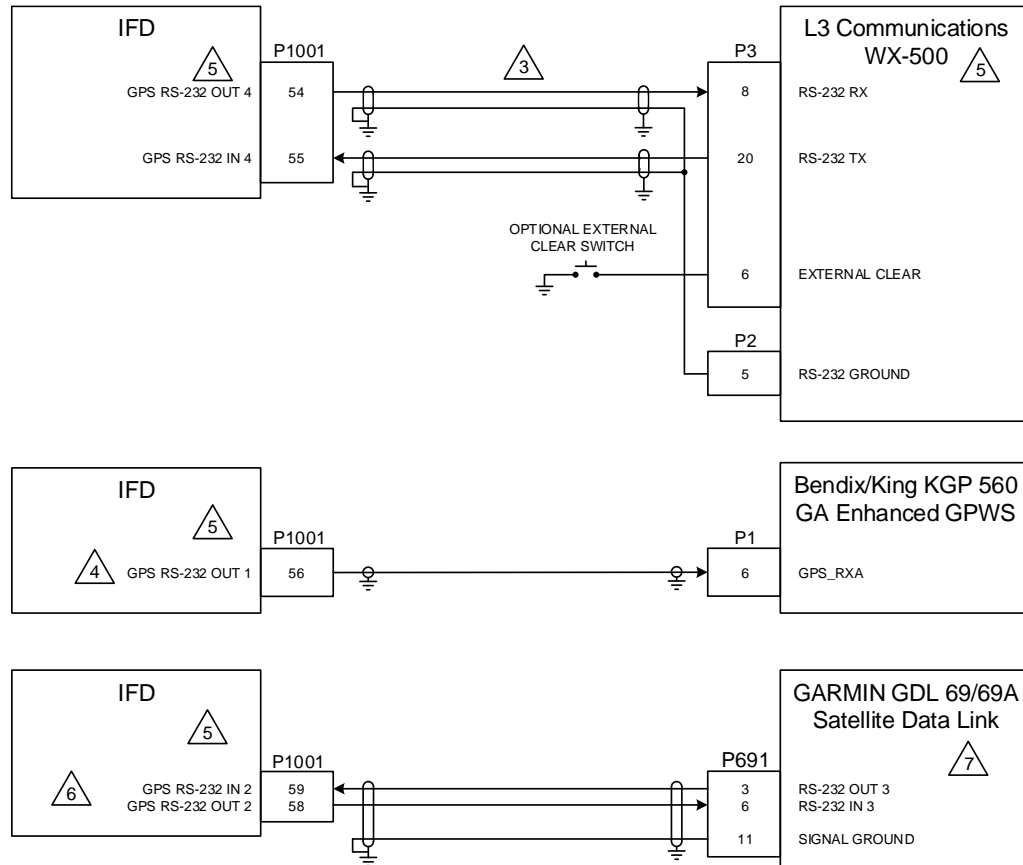 IFD
5
P1001
GPS RS-232 OUT 4
54
GPS RS-232 IN 4
55
3
L3 Communications
WX-500
5
P3
8
RS-232 RX
20
RS-232 TX
OPTIONAL EXTERNAL
CLEAR SWITCH
6
EXTERNAL CLEAR
P2
5
RS-232 GROUND
IFD
5
P1001
4
GPS RS-232 OUT 1
56
Bendix/King KGP 560
GA Enhanced GPWS
P1
6
GPS_RXA
IFD
5
P1001
6
GPS RS-232 IN 2
59
GPS RS-232 OUT 2
58
GARMIN GDL 69/69A
Satellite Data Link
7
P691
3
RS-232 OUT 3
6
RS-232 IN 3
11
SIGNAL GROUND